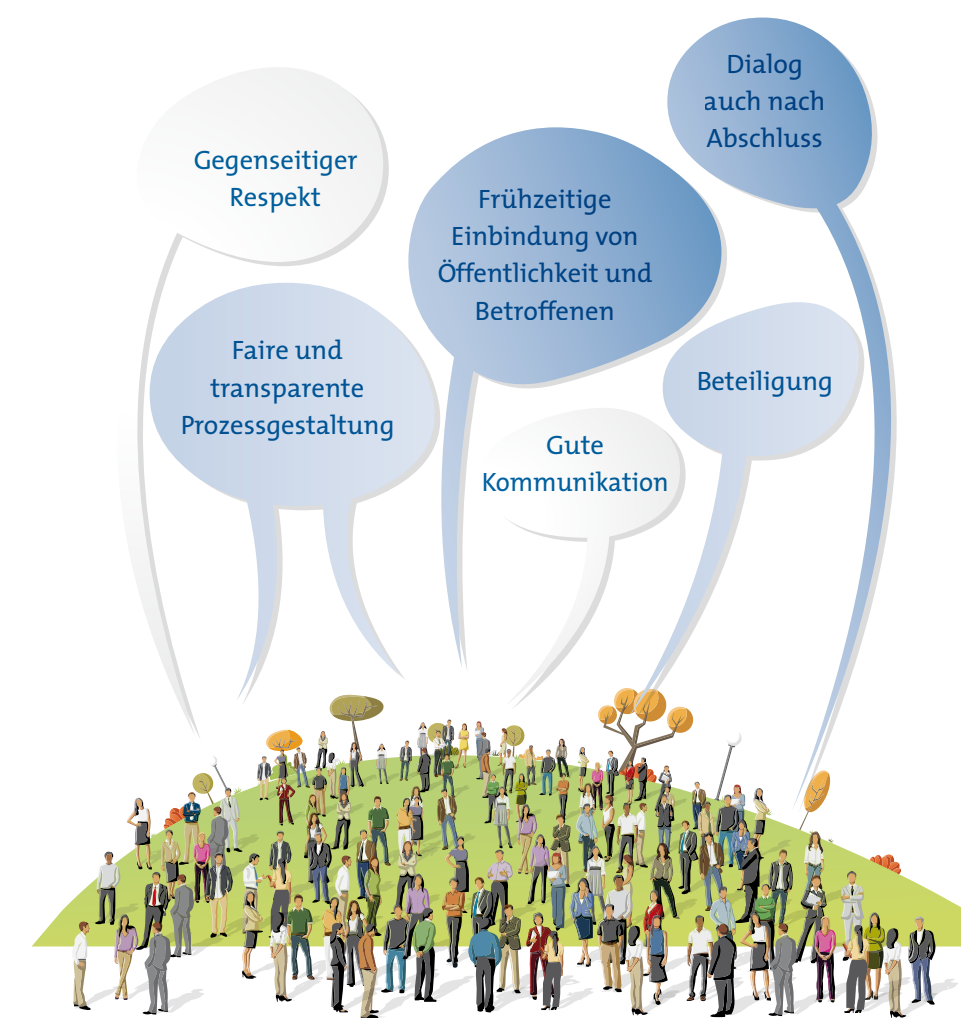 Dialog
auch nach
Abschluss
Gegenseitiger
Respekt
Frühzeitige
Einbindung von
Öffentlichkeit und
Betroffenen
Faire und
transparente
Prozessgestaltung
Beteiligung
Gute
Kommunikation